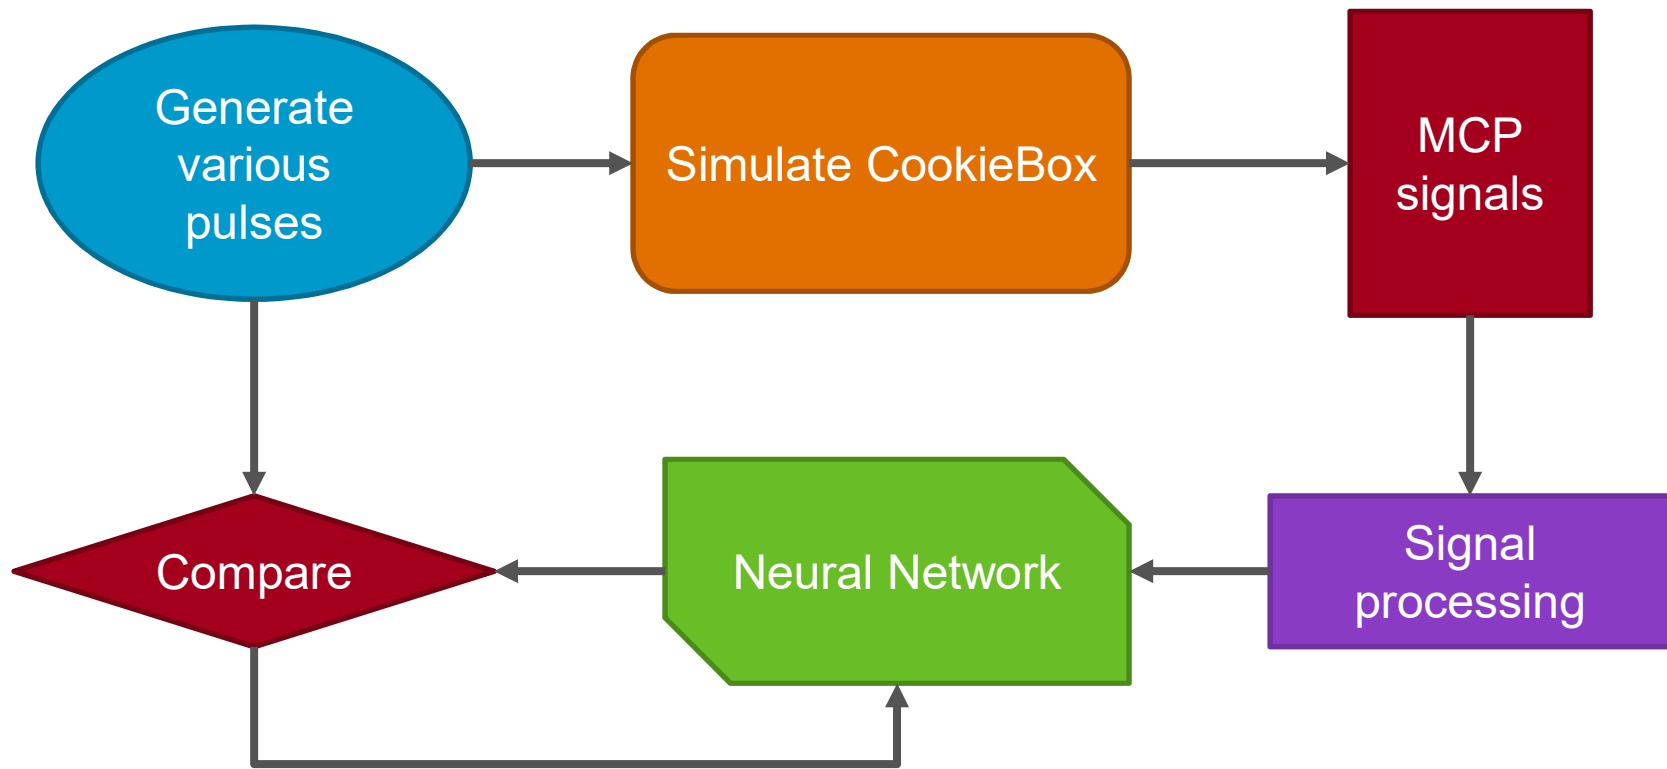 Generate
various
pulses
Simulate CookieBox
MCP
signals
Compare
Neural Network
Signal
processing